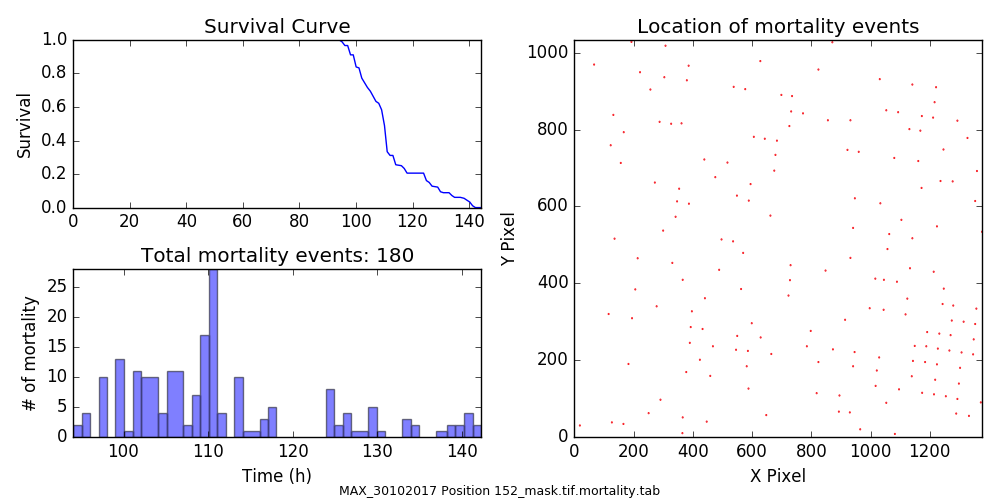 Survival Curve
1.0
0.8
0.6
0.4
0.2
0.0
Survival
0 20 40 60 80 100 120 140
Total mortality events: 180
25
20
15
10
5
0
# of mortality
100 110 120 130 140
Time (h)
Location of mortality events
1000
800
600
400
200
0
Y Pixel
0 200 400 600 800 1000 1200
X Pixel
MAX_30102017 Position 152_mask.tif.mortality.tab